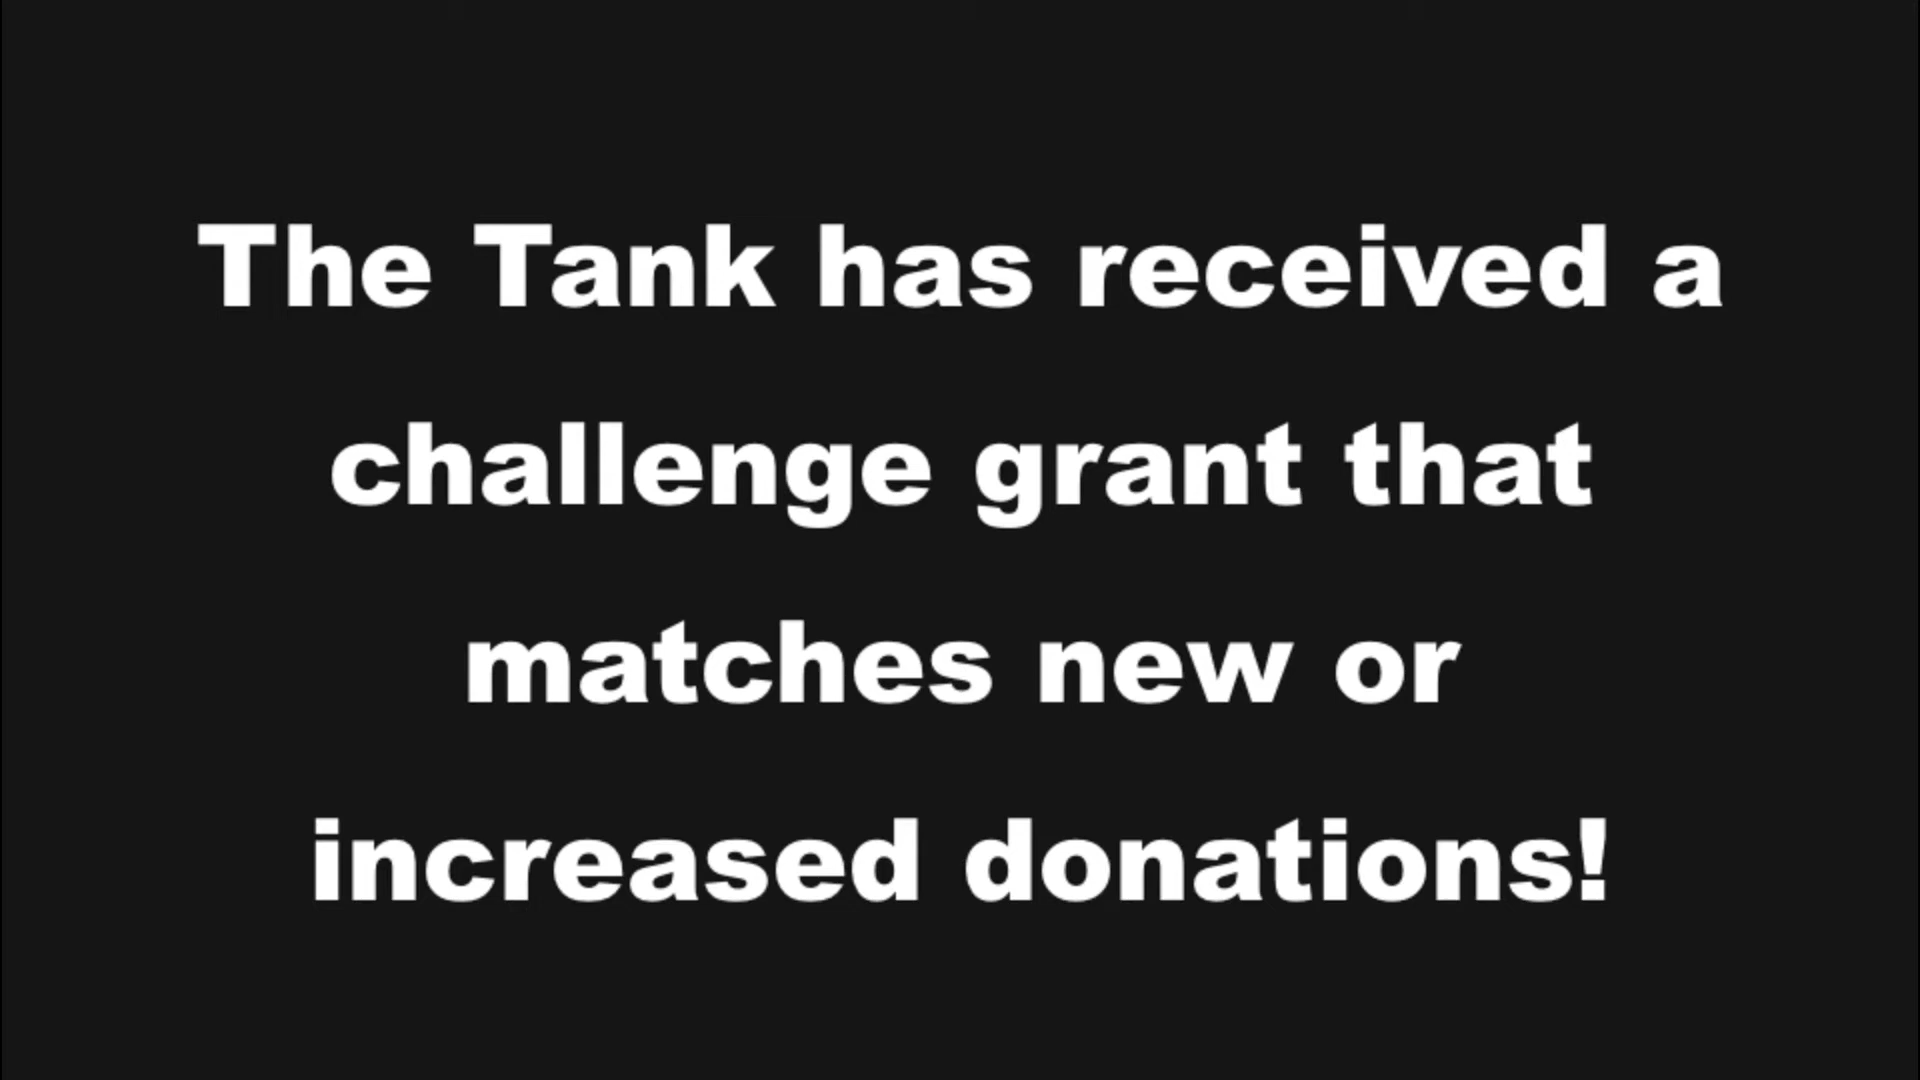 The Tank has received a
challenge grant that
matches new or
increased donations!